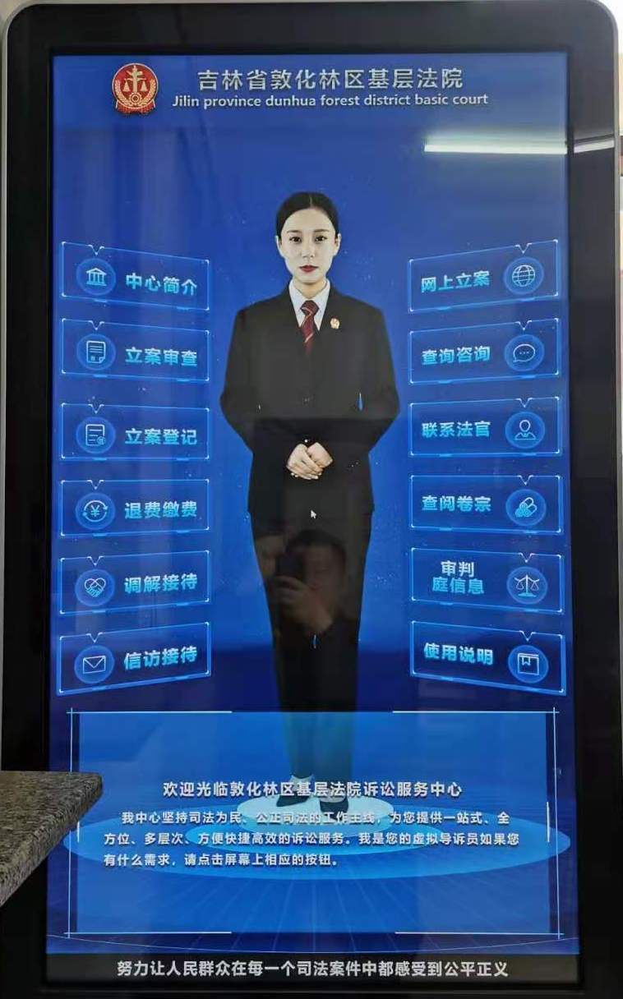 吉林省敦化林区基层法院
Jilin province dunhua forest district basic court
中心简介
立案审查
立案登记
退费缴费
调解接待
信访接待
网上立案
查询咨询
联系法官
查阅卷宗
审判
庭信息
使用说明
欢迎光临敦化林区基层法院诉讼服务中心
我中心坚持司法为民、公正司法的工作主线，为您提供一站式、全
方位、多层次、方便快捷高效的诉讼服务。我是您的虚拟导诉员如果您
有什么需求，请点击屏幕上相应的按钮。
努力让人民群众在每一个司法案件中都感受到公平正义